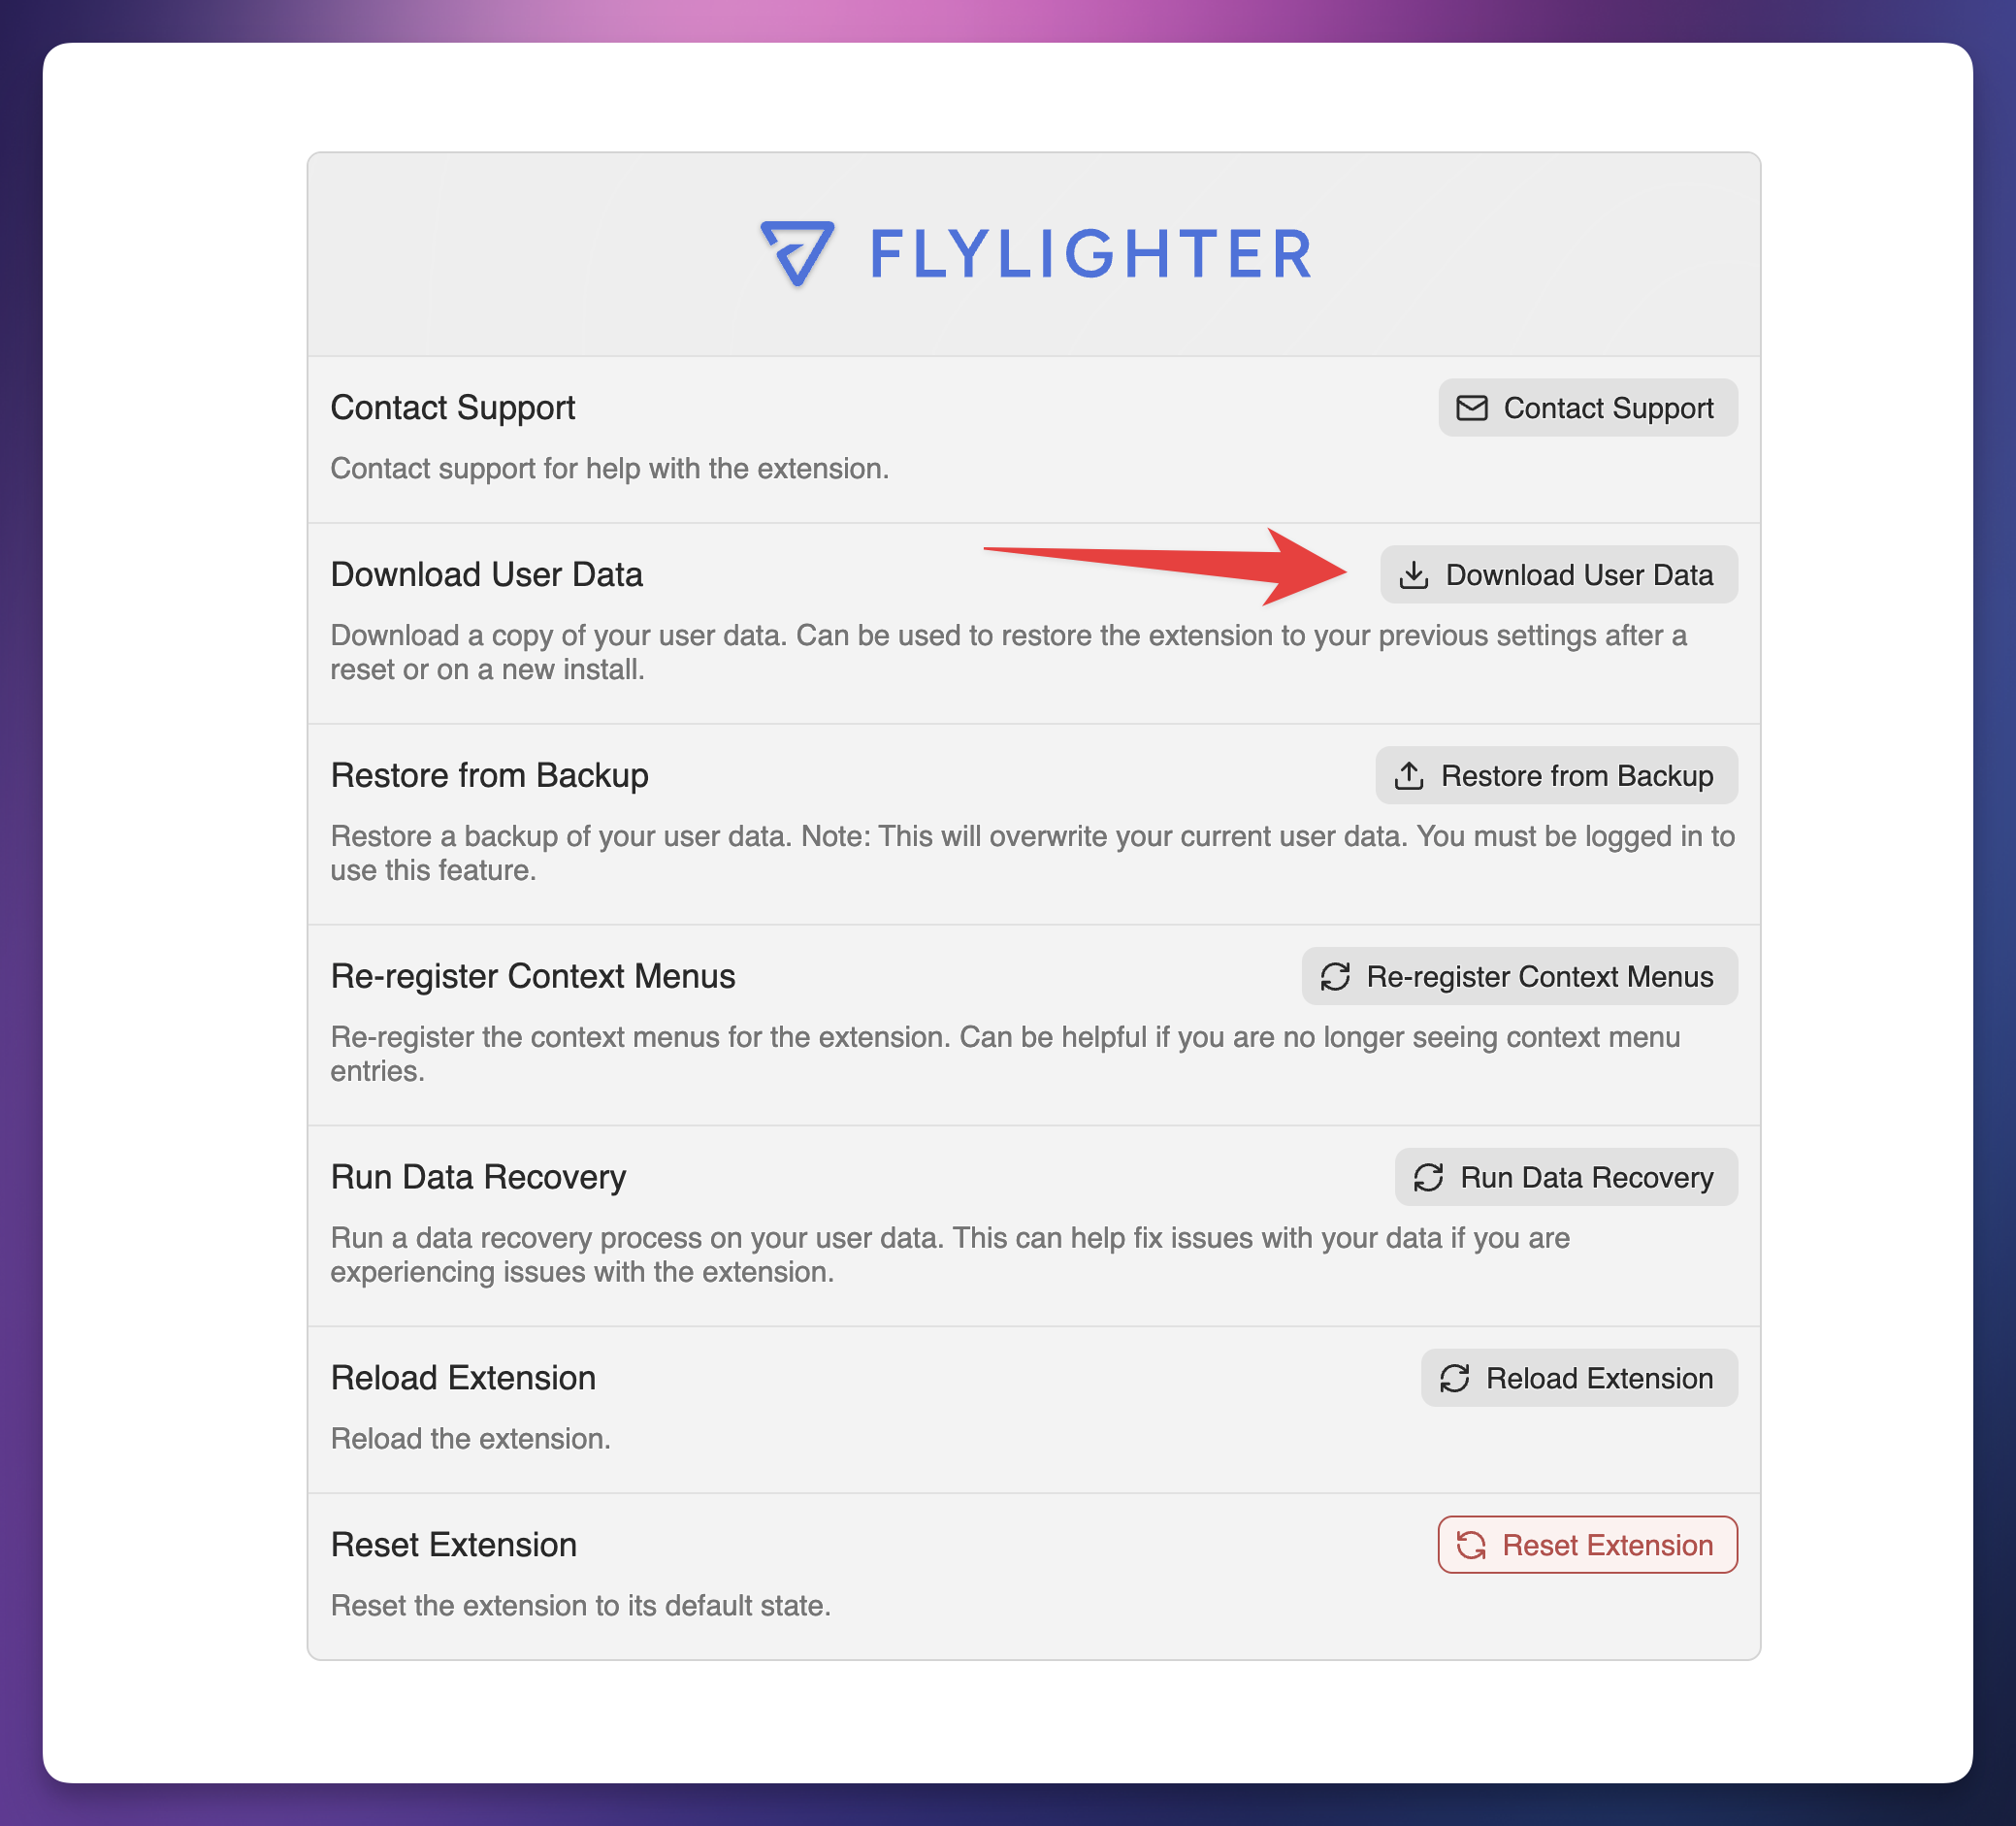 FLYLIGHTER
Contact Support
Contact Support
Contact support for help with the extension.
Download User Data
Download User Data
Download a copy of your user data. Can be used to restore the extension to your previous settings after a
reset or on a new install.
Restore from Backup
Restore from Backup
Restore a backup of your user data. Note: This will overwrite your current user data. You must be logged in to
use this feature.
Re-register Context Menus
Re-register Context Menus
Re-register the context menus for the extension. Can be helpful if you are no longer seeing context menu
entries.
Run Data Recovery
Run Data Recovery
Run a data recovery process on your user data. This can help fix issues with your data if you are
experiencing issues with the extension.
Reload Extension
Reload Extension
Reload the extension.
Reset Extension
Reset Extension
Reset the extension to its default state.